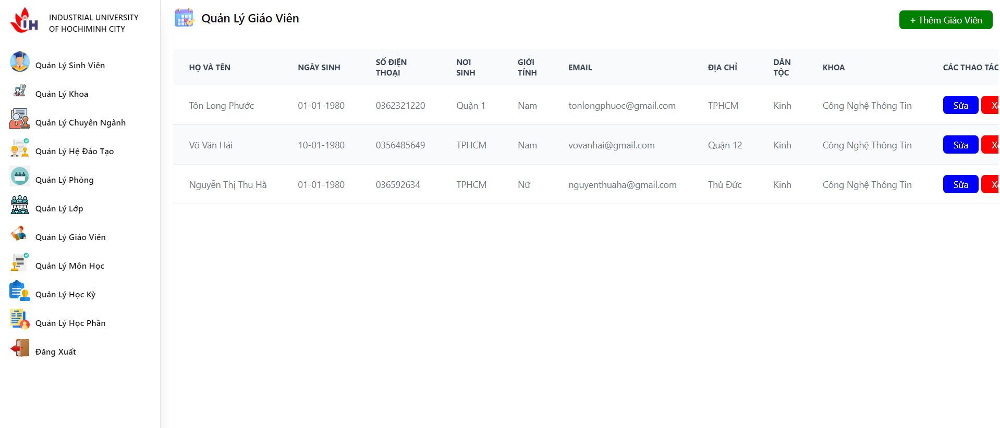 INDUSTRIAL UNIVERSITY
OF HOCHIMINH CITY
Quản Lý Sinh Viên
Quản Lý Khoa
Quản Lý Chuyên Ngành
Quản Lý Hệ Đào Tạo
Quản Lý Phòng
Quản Lý Lớp
Quản Lý Giáo Viên
Quản Lý Môn Học
Quản Lý Học Kỳ
Quản Lý Học Phần
Đăng Xuất
Quản Lý Giáo Viên
+ Thêm Giáo Viên
HỌ VÀ TÊN NGÀY SINH SỐ ĐIỆN THOẠI NƠI SINH GIỚI TÍNH EMAIL ĐỊA CHỈ DÂN TỘC KHOA CÁC THAO TÁC
Tôn Long Phước 01-01-1980 0362321220 Quận 1 Nam tonlongphuoc@gmail.com TPHCM Kinh Công Nghệ Thông Tin Sửa
Võ Văn Hải 10-01-1980 0356485649 TPHCM Nam vovanhai@gmail.com Quận 12 Kinh Công Nghệ Thông Tin Sửa
Nguyễn Thị Thu Hà 01-01-1980 036592634 TPHCM Nữ nguyenthuaha@gmail.com Thủ Đức Kinh Công Nghệ Thông Tin Sửa